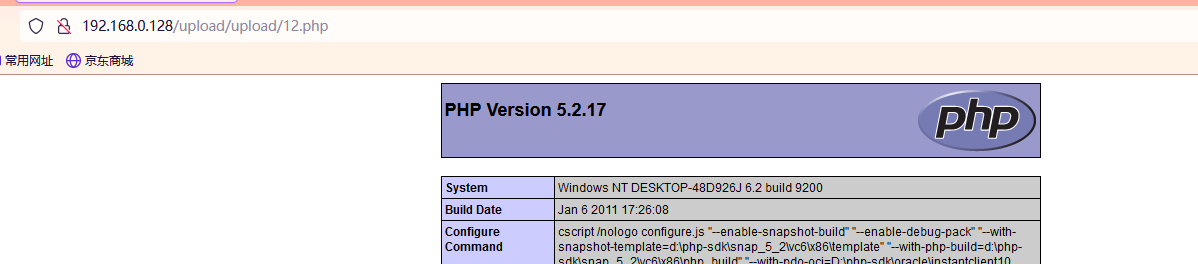 192.168.0.128/upload/upload/12.php
常用网址 京东商城
PHP Version 5.2.17
php
System Windows NT DESKTOP-48D926J 6.2 build 9200
Build Date Jan 6 2011 17:26:08
Configure Command cscript /nologo configure.js "--enable-snapshot-build" "--enable-debug-pack" "--with-
snapshot-template=d:\php-sdk\snap_5_2\vc6\x86\template" "--with-php-build=d:\php-
sdk\snap_5_2\vc6\x86\php_build" "--with-pdo-oci=D:\php-sdk\oracle\instantclient10